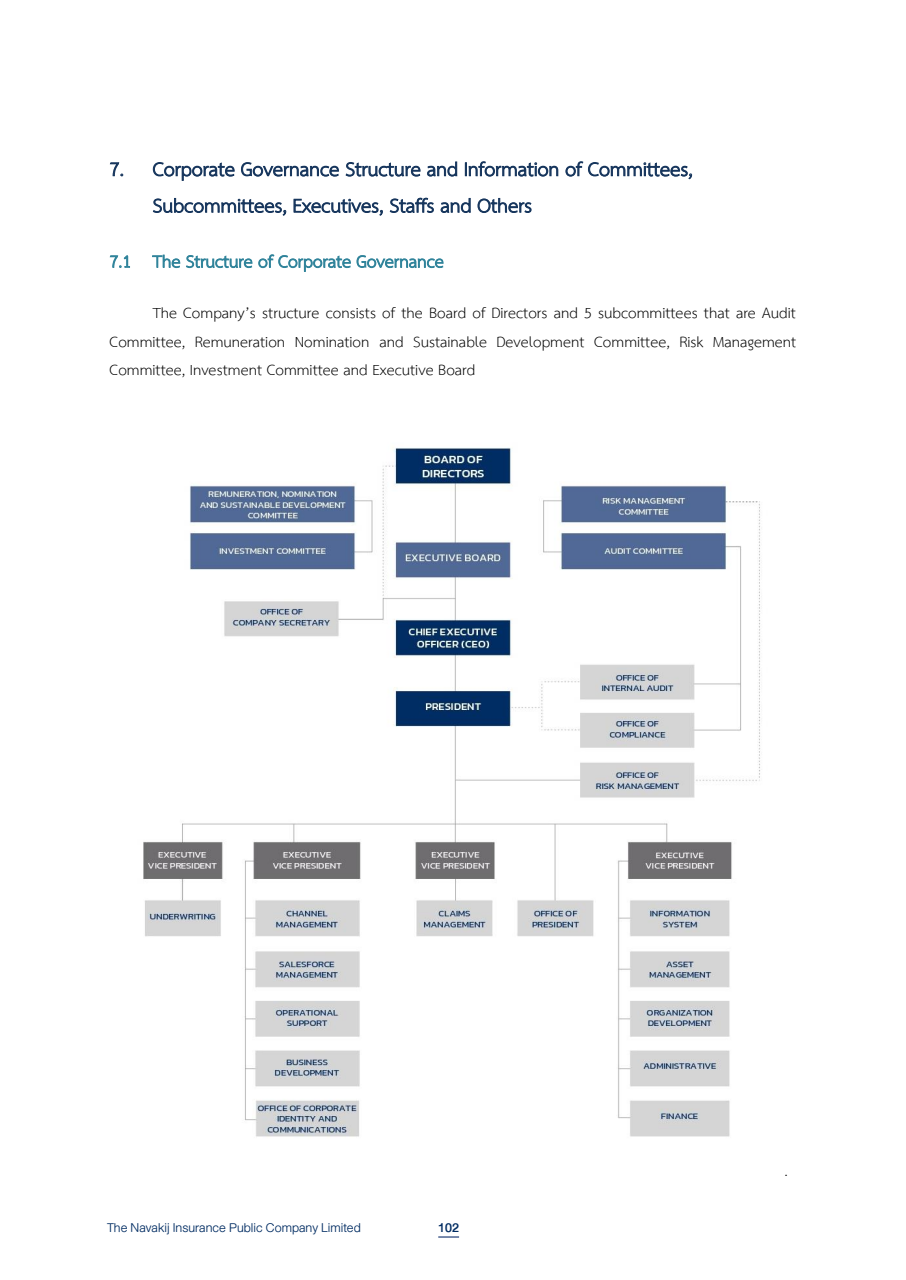 7. Corporate Governance Structure and Information of Committees,
Subcommittees, Executives, Staffs and Others
7.1 The Structure of Corporate Governance
The Company's structure consists of the Board of Directors and 5 subcommittees that are Audit
Committee, Remuneration Nomination and Sustainable Development Committee, Risk Management
Committee, Investment Committee and Executive Board
BOARD OF
DIRECTORS
REMUNERATION, NOMINATION
AND SUSTAINABLE DEVELOPMENT
COMMITTEE
RISK MANAGEMENT
COMMITTEE
INVESTMENT COMMITTEE
EXECUTIVE BOARD
AUDIT COMMITTEE
OFFICE OF
COMPANY SECRETARY
CHIEF EXECUTIVE
OFFICER (CEO)
OFFICE OF
INTERNAL AUDIT
PRESIDENT
OFFICE OF
COMPLIANCE
OFFICE OF
RISK MANAGEMENT
EXECUTIVE
VICE PRESIDENT
EXECUTIVE
VICE PRESIDENT
EXECUTIVE
VICE PRESIDENT
EXECUTIVE
VICE PRESIDENT
UNDERWRITING
CHANNEL
MANAGEMENT
CLAIMS
MANAGEMENT
OFFICE OF
PRESIDENT
INFORMATION
SYSTEM
SALESFORCE
MANAGEMENT
ASSET
MANAGEMENT
OPERATIONAL
SUPPORT
ORGANIZATION
DEVELOPMENT
BUSINESS
DEVELOPMENT
ADMINISTRATIVE
OFFICE OF CORPORATE
IDENTITY AND
COMMUNICATIONS
FINANCE
.
The Navakij Insurance Public Company Limited 102